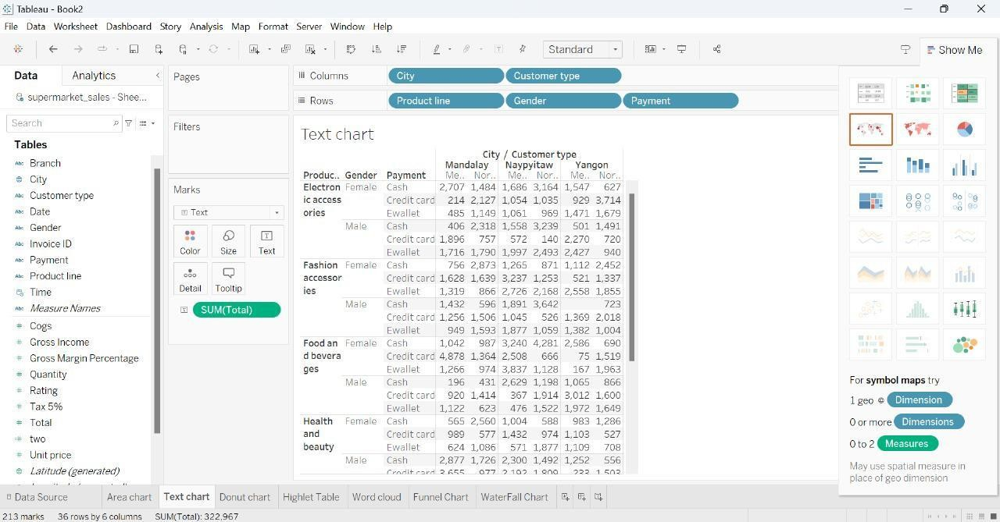 Tableau - Book2
File Data Worksheet Dashboard Story Analysis Map Format Server Window Help
Standard
Show Me
Data Analytics
supermarket_sales - Shee...
Search
Tables
Branch
City
Customer type
Date
Gender
Invoice ID
Payment
Product line
Time
Measure Names
Cogs
Gross Income
Gross Margin Percentage
Quantity
Rating
Tax 5%
Total
two
Unit price
Latitude (generated)
Pages
Filters
Marks
Text
Color Size Text
Detail Tooltip
SUM(Total)
Columns City Customer type
Rows Product line Gender Payment
Text chart
City / Customer type
Mandalay Naypyitaw Yangon
Produc.. Gender Payment Me.. Nor.. Me.. Nor.. Me.. Nor..
Electron Female Cash 2,707 1,484 1,686 3,164 1,547 627
ic access Credit card 214 2,127 1,054 1,035 929 3,714
ories Ewallet 485 1,149 1,061 969 1,471 1,679
Male Cash 406 2,318 1,558 3,239 501 1,491
Credit card 1,896 757 572 140 2,270 720
Ewallet 1,716 1,790 1,997 2,493 2,427 940
Fashion Female Cash 756 2,873 1,265 871 1,112 2,452
accessor Credit card 1,628 1,639 3,237 1,253 521 1,337
ies Ewallet 1,319 866 2,726 2,168 2,558 1,855
Male Cash 1,432 596 1,891 3,642 723
Credit card 1,256 1,506 1,045 526 1,369 2,018
Ewallet 949 1,593 1,877 1,059 1,382 1,004
Food an Female Cash 1,042 987 3,240 4,281 2,586 690
d bevera Credit card 4,878 1,364 2,508 666 75 1,519
ges Ewallet 1,266 974 3,837 1,128 167 1,963
Male Cash 196 431 2,629 1,198 1,065 866
Credit card 920 1,414 367 1,914 3,012 1,600
Ewallet 1,122 623 476 1,522 1,972 1,649
Health Female Cash 565 2,560 1,004 588 983 1,286
and Credit card 989 577 1,432 974 1,103 527
beauty Ewallet 624 1,086 571 1,877 1,109 708
Male Cash 2,877 1,726 2,300 1,492 1,252 556
Credit card 3,655 977
For symbol maps try
1 geo Dimension
0 or more Dimensions
0 to 2 Measures
May use spatial measure in
place of geo dimension
Data Source Area chart Text chart Donut chart Highlet Table Word cloud Funnel Chart WaterFall Chart
213 marks 36 rows by 6 columns SUM(Total): 322,967